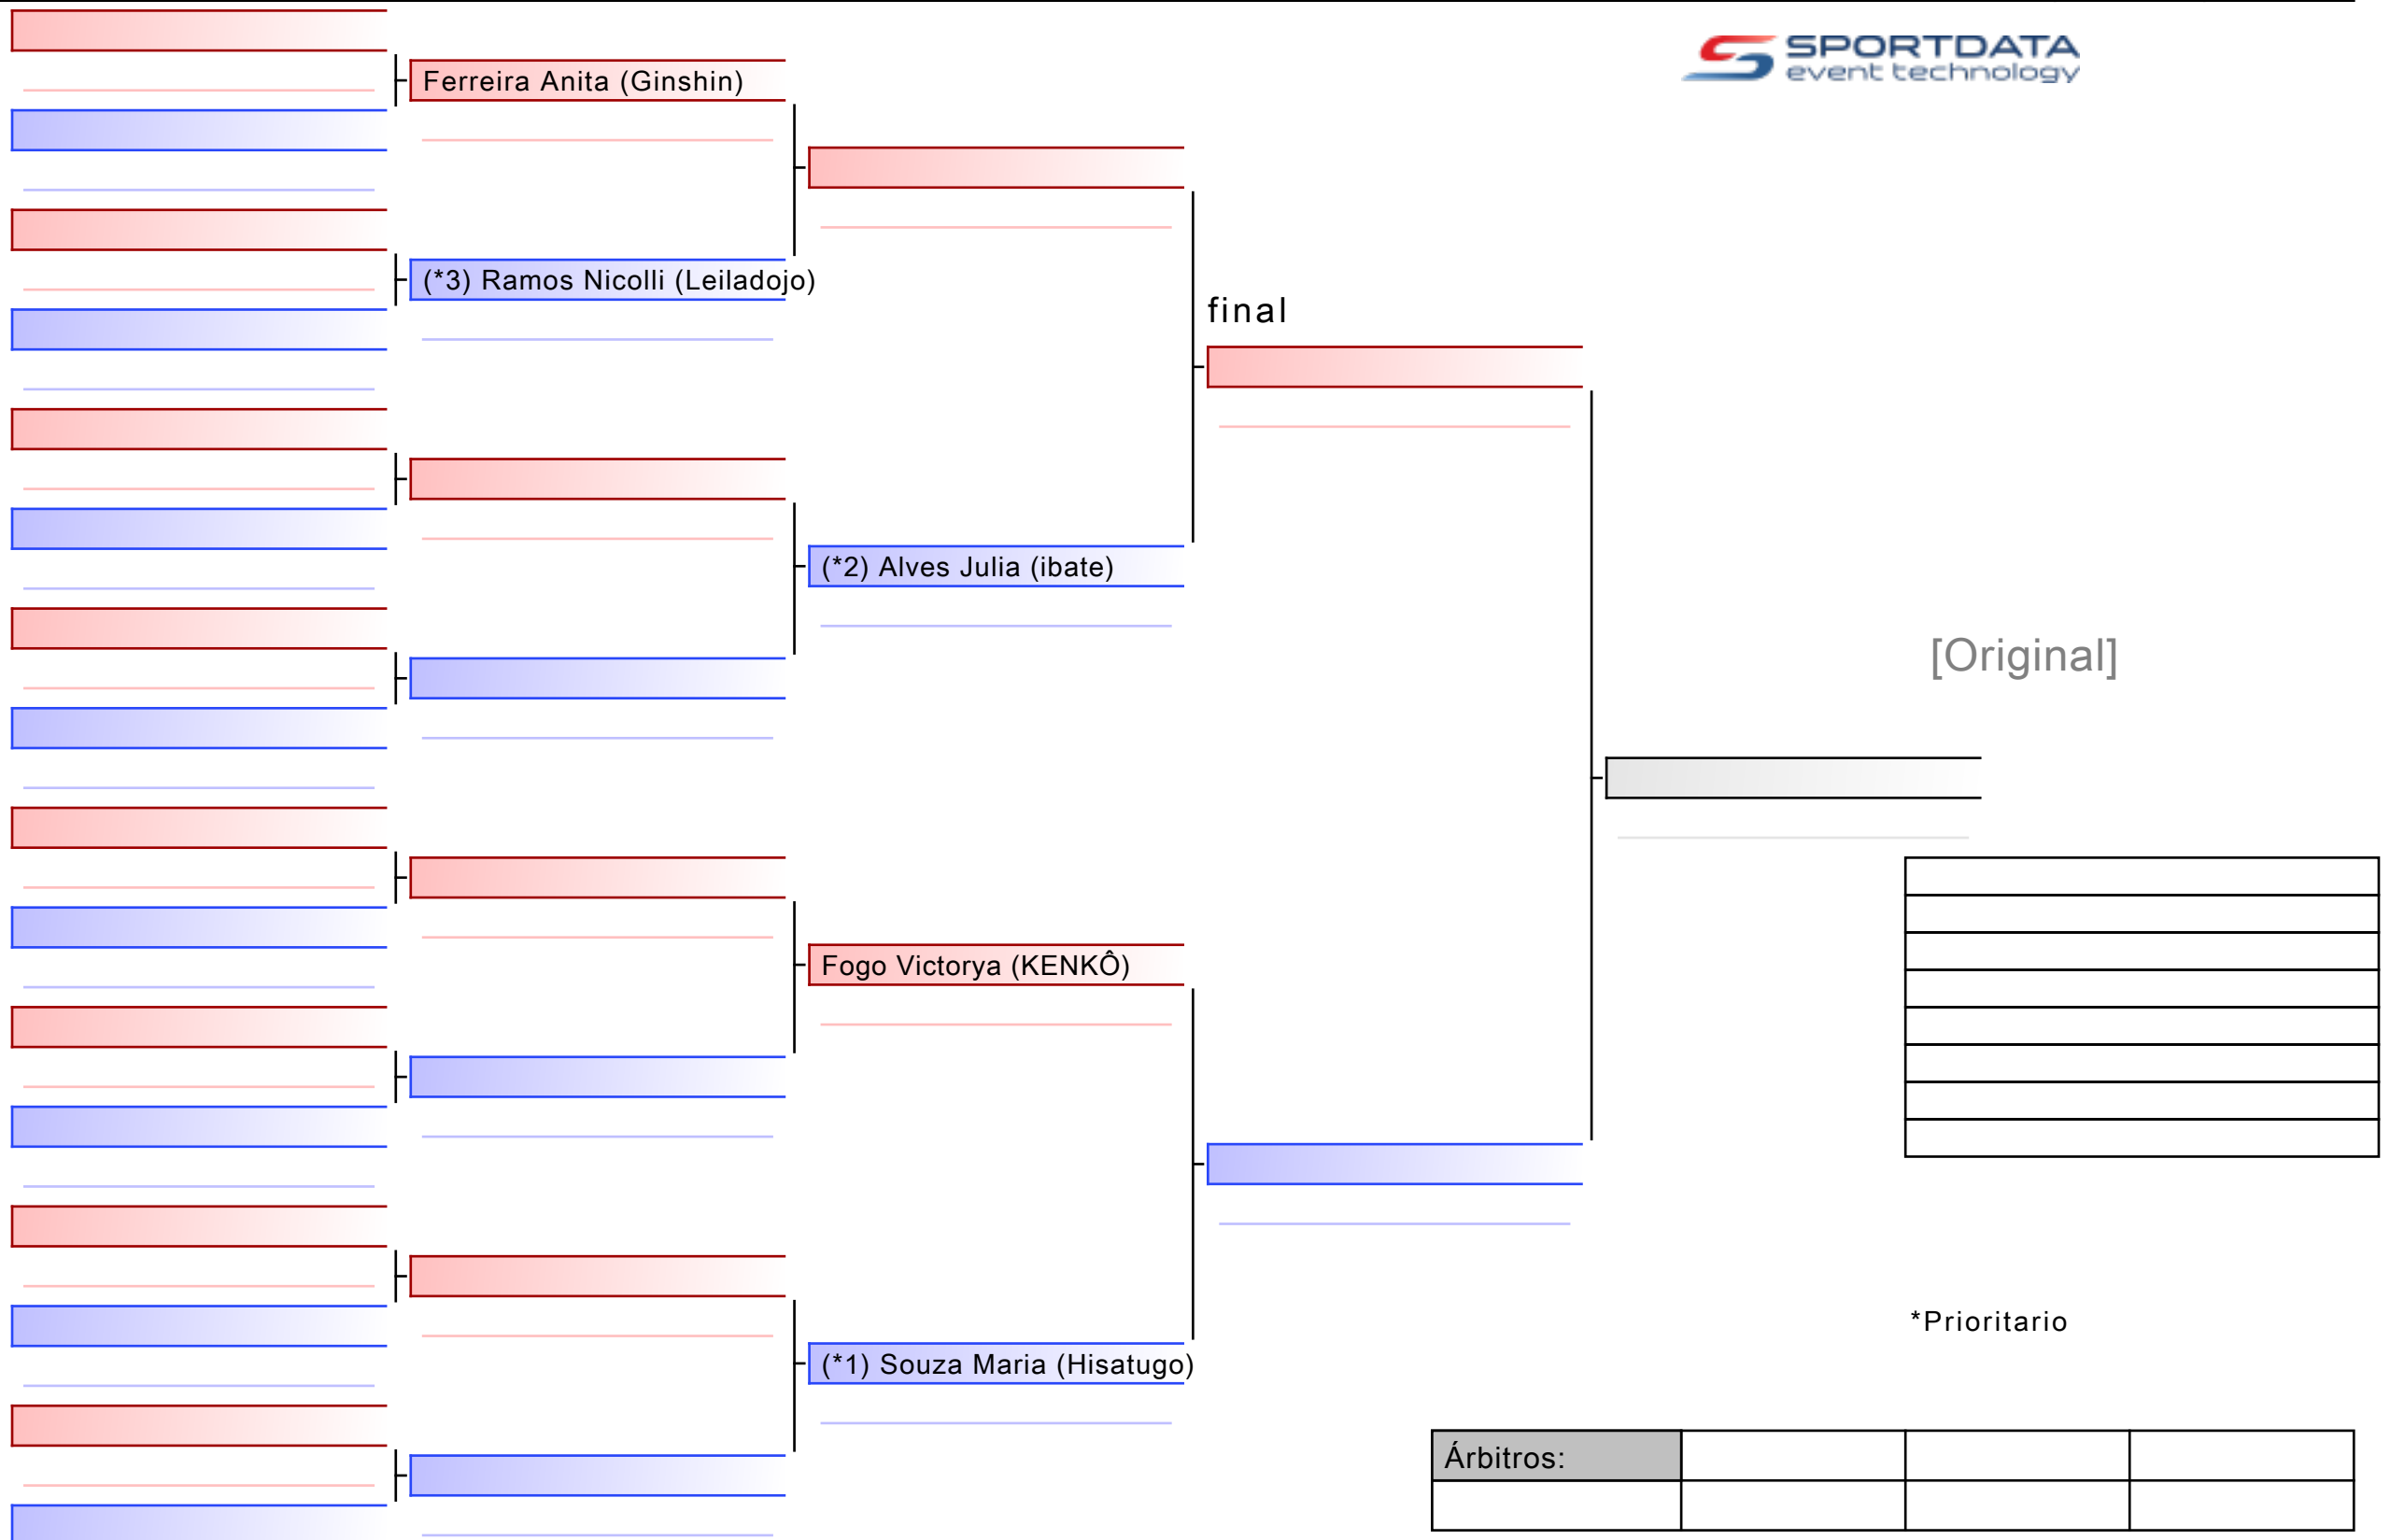 SPORTDATA
event technology
Ferreira Anita (Ginshin)
(*3) Ramos Nicolli (Leiladojo)
final
(*2) Alves Julia (ibate)
[Original]
Fogo Victorya (KENKÔ)
*Prioritario
(*1) Souza Maria (Hisatugo)
Árbitros: